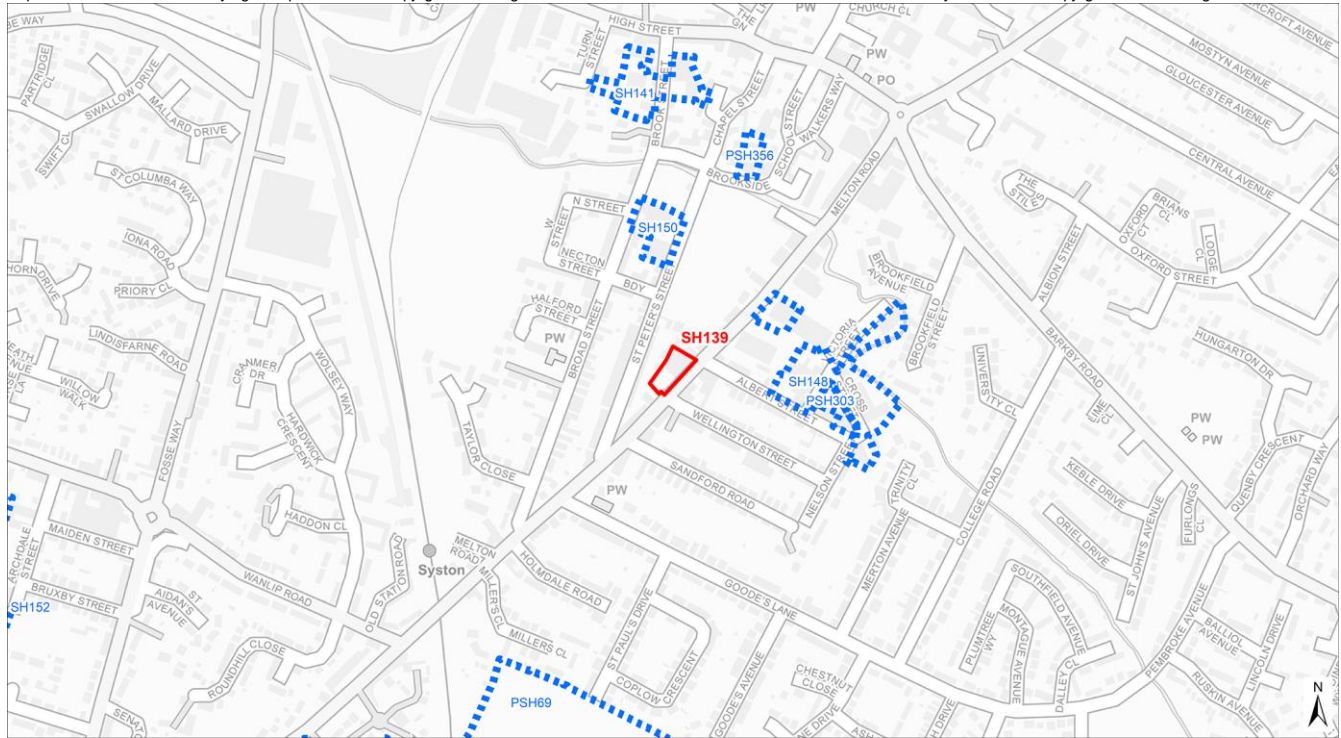 HIGH STREET
PW
CHURCH CL
MOSTYN AVENUE
GLOUCESTER AVENUE
CENTRAL AVENUE
PARTRIDGE CL
SWALLOW DRIVE
MALLARD DRIVE
SWIFT CL
TURN STREET
SH141
CHAPEL STREET
SCHOOL STREET
WALKERS WAY
PO
PSH356
BROOKSIDE
MELTON ROAD
ST COLUMBA WAY
IONA ROAD
PRIORY CL
LINDISFARNE ROAD
CRANMER DR
HARDWICK CRESCENT
WOLSEY WAY
WILLOW WALK
FOSSE WAY
W STREET
N STREET
NECTON STREET
SH150
BDY
HALFORD STREET
PW
BROAD STREET
ST PETER'S STREET
SH139
THE STILES
OXFORD CT
BRIANS CL
LODGE CL
OXFORD STREET
ALBION STREET
BROOKFIELD AVENUE
BROOKFIELD STREET
BARKBY ROAD
HUNGARTON DR
UNIVERSITY CL
LIME CL
PW
PW
SH148
PSH303
CROSS
ALBERT STREET
WELLINGTON STREET
SANDFORD ROAD
NELSON STREET
TRINITY CL
MERTON AVENUE
COLLEGE ROAD
KEBLE DRIVE
ORIEL DRIVE
ST JOHN'S AVENUE
FURLONGS CL
QUENBY CRESCENT
ORCHARD WAY
TAYLOR CLOSE
PW
HADDON CL
MAIDEN STREET
ARCHDALE STREET
BRUXBY STREET
SH152
ST AIDAN'S AVENUE
WANLIP ROAD
OLD STATION ROAD
ROUNDHILL CLOSE
Syston
MELTON ROAD
MILLER'S CL
MILLERS CL
HOLMDALE ROAD
ST PAUL'S DRIVE
COPLOW CRESCENT
GOODE'S LANE
GOODE'S AVENUE
CHESTNUT CLOSE
PLUMTREE WY
MONTAGUE AVENUE
SOUTHFIELD AVENUE
DALLEY CL
PEMBROKE AVENUE
BALLIOL AVENUE
RUSKIN AVENUE
LINCOLN DRIVE
PSH69
N